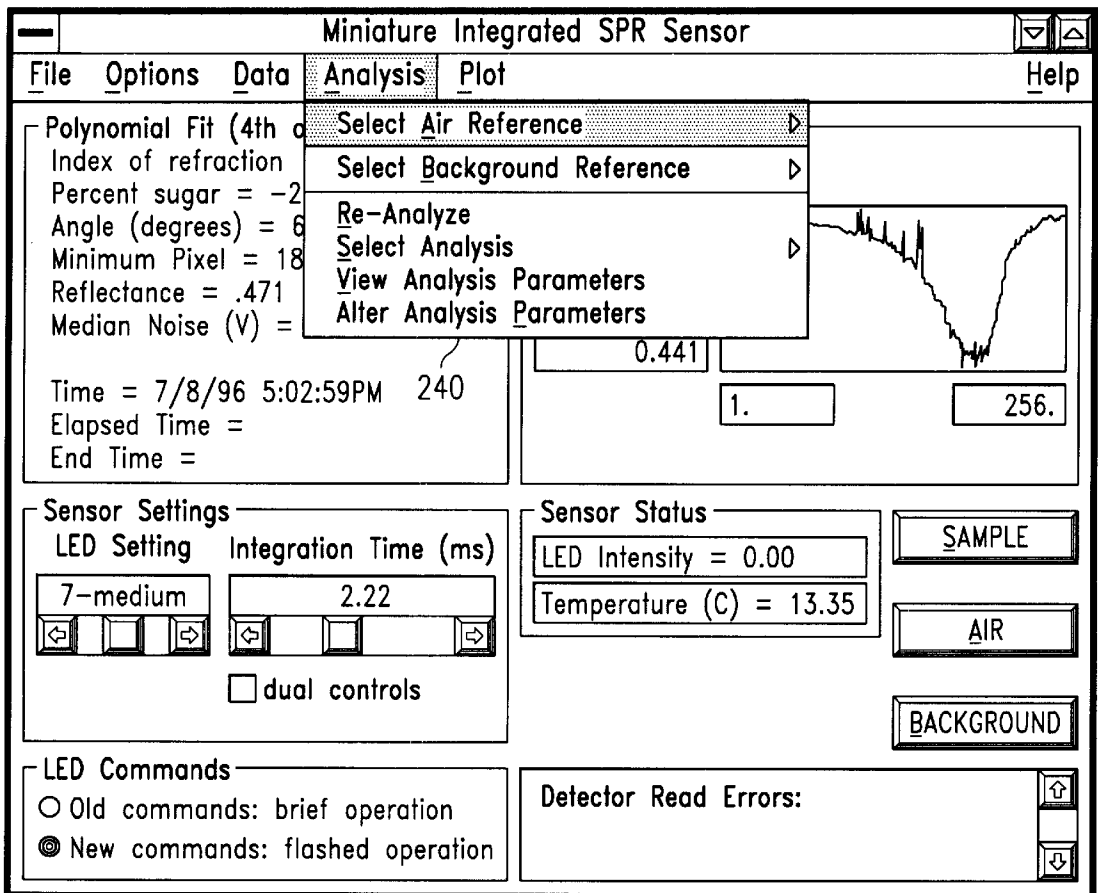 Miniature Integrated SPR Sensor
File Options Data Analysis Plot Help
Select Air Reference
Select Background Reference
Re-Analyze
Select Analysis
View Analysis Parameters
Alter Analysis Parameters
Polynomial Fit (4th
Index of refraction
Percent sugar = -2
Angle (degrees) = 6
Minimum Pixel = 18
Reflectance = .471
Median Noise (V) =
Time = 7/8/96 5:02:59PM
Elapsed Time =
End Time =
240
0.441
1. 256.
Sensor Settings
LED Setting Integration Time (ms)
7-medium 2.22
dual controls
Sensor Status
LED Intensity = 0.00
Temperature (C) = 13.35
SAMPLE
AIR
BACKGROUND
LED Commands
Old commands: brief operation
New commands: flashed operation
Detector Read Errors: